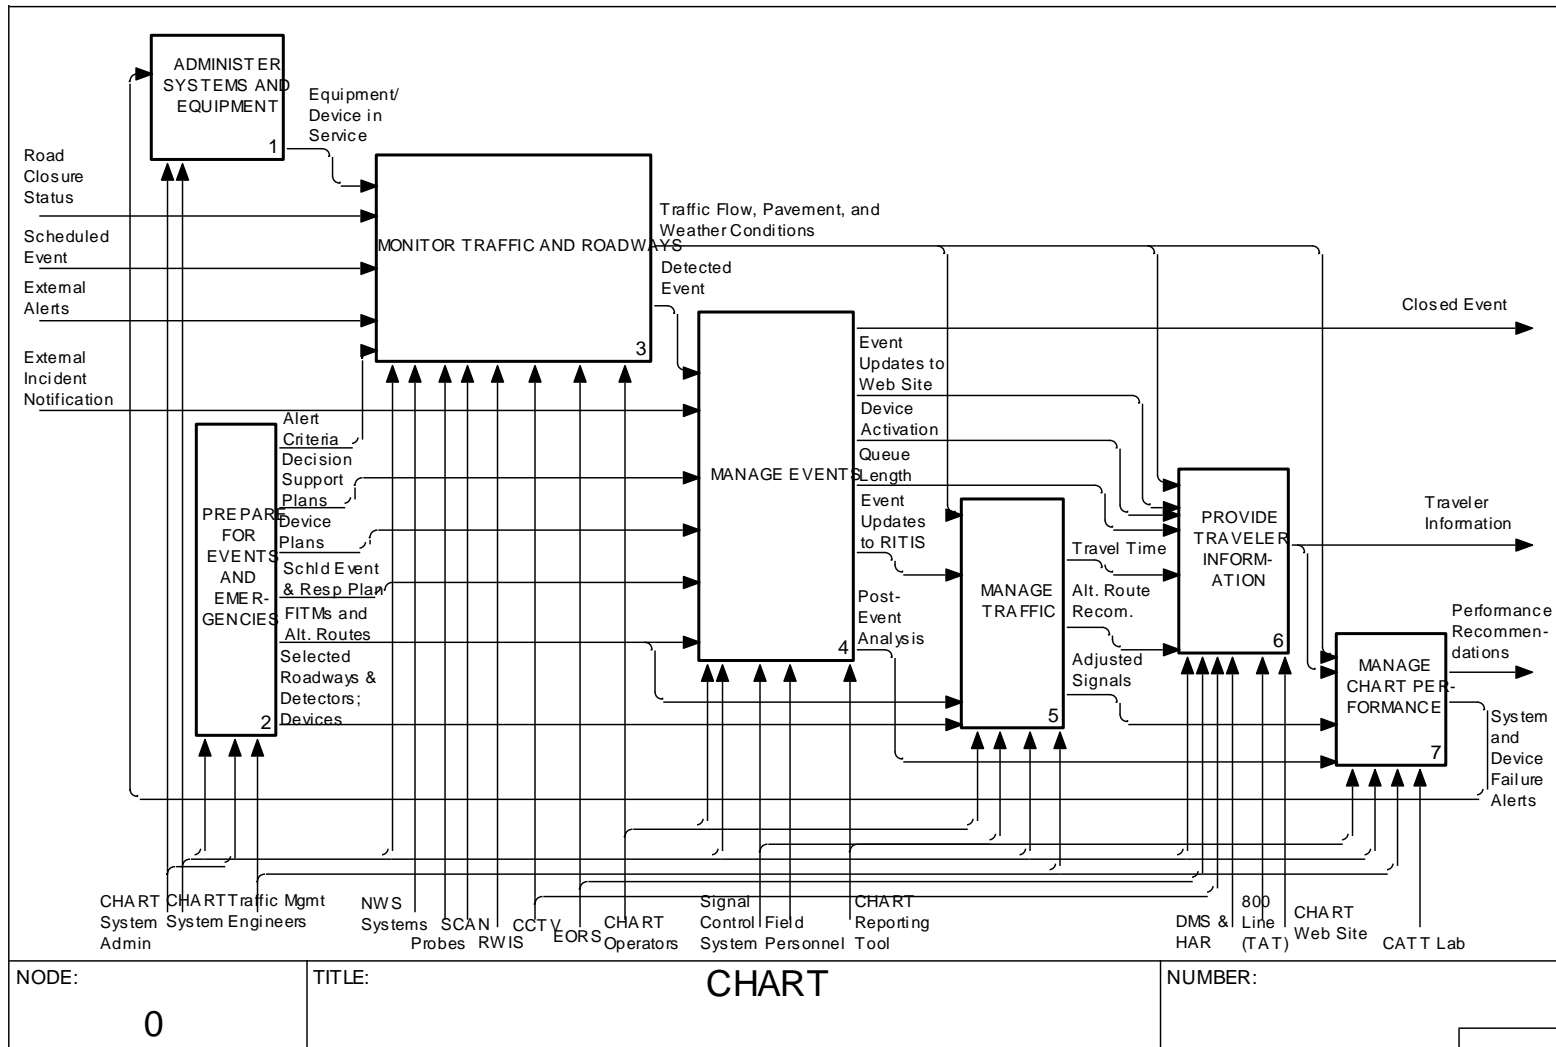 ADMINISTER
SYSTEMS AND
EQUIPMENT
1
Equipment/
Device in
Service
Road
Closure
Status
Scheduled
Event
External
Alerts
External
Incident
Notification
MONITOR TRAFFIC AND ROADWAYS
3
Traffic Flow, Pavement, and
Weather Conditions
Detected
Event
Closed Event
Alert
Criteria
Decision
Support
Plans
Device
Plans
Schld Event
& Resp Plan
FITMs and
Alt. Routes
Selected
Roadways &
Detectors;
Devices
PREPARE
FOR
EVENTS
AND
EMER-
GENCIES
2
MANAGE EVENTS
4
Event
Updates to
Web Site
Device
Activation
Queue
Length
Event
Updates
to RITIS
Post-
Event
Analysis
MANAGE
TRAFFIC
5
Travel Time
Alt. Route
Recom.
Adjusted
Signals
PROVIDE
TRAVELER
INFORM-
ATION
6
Traveler
Information
MANAGE
CHART PER-
FORMANCE
7
Performance
Recommen-
dations
System
and
Device
Failure
Alerts
CHART
System
Admin
CHART
System
Traffic Mgmt
Engineers
NWS
Systems
Probes
SCAN
RWIS
CCTV
EORS
CHART
Operators
Signal
Control
System
Field
Personnel
CHART
Reporting
Tool
DMS &
HAR
800
Line
(TAT)
CHART
Web Site
CATT Lab
NODE:
0
TITLE:
CHART
NUMBER: